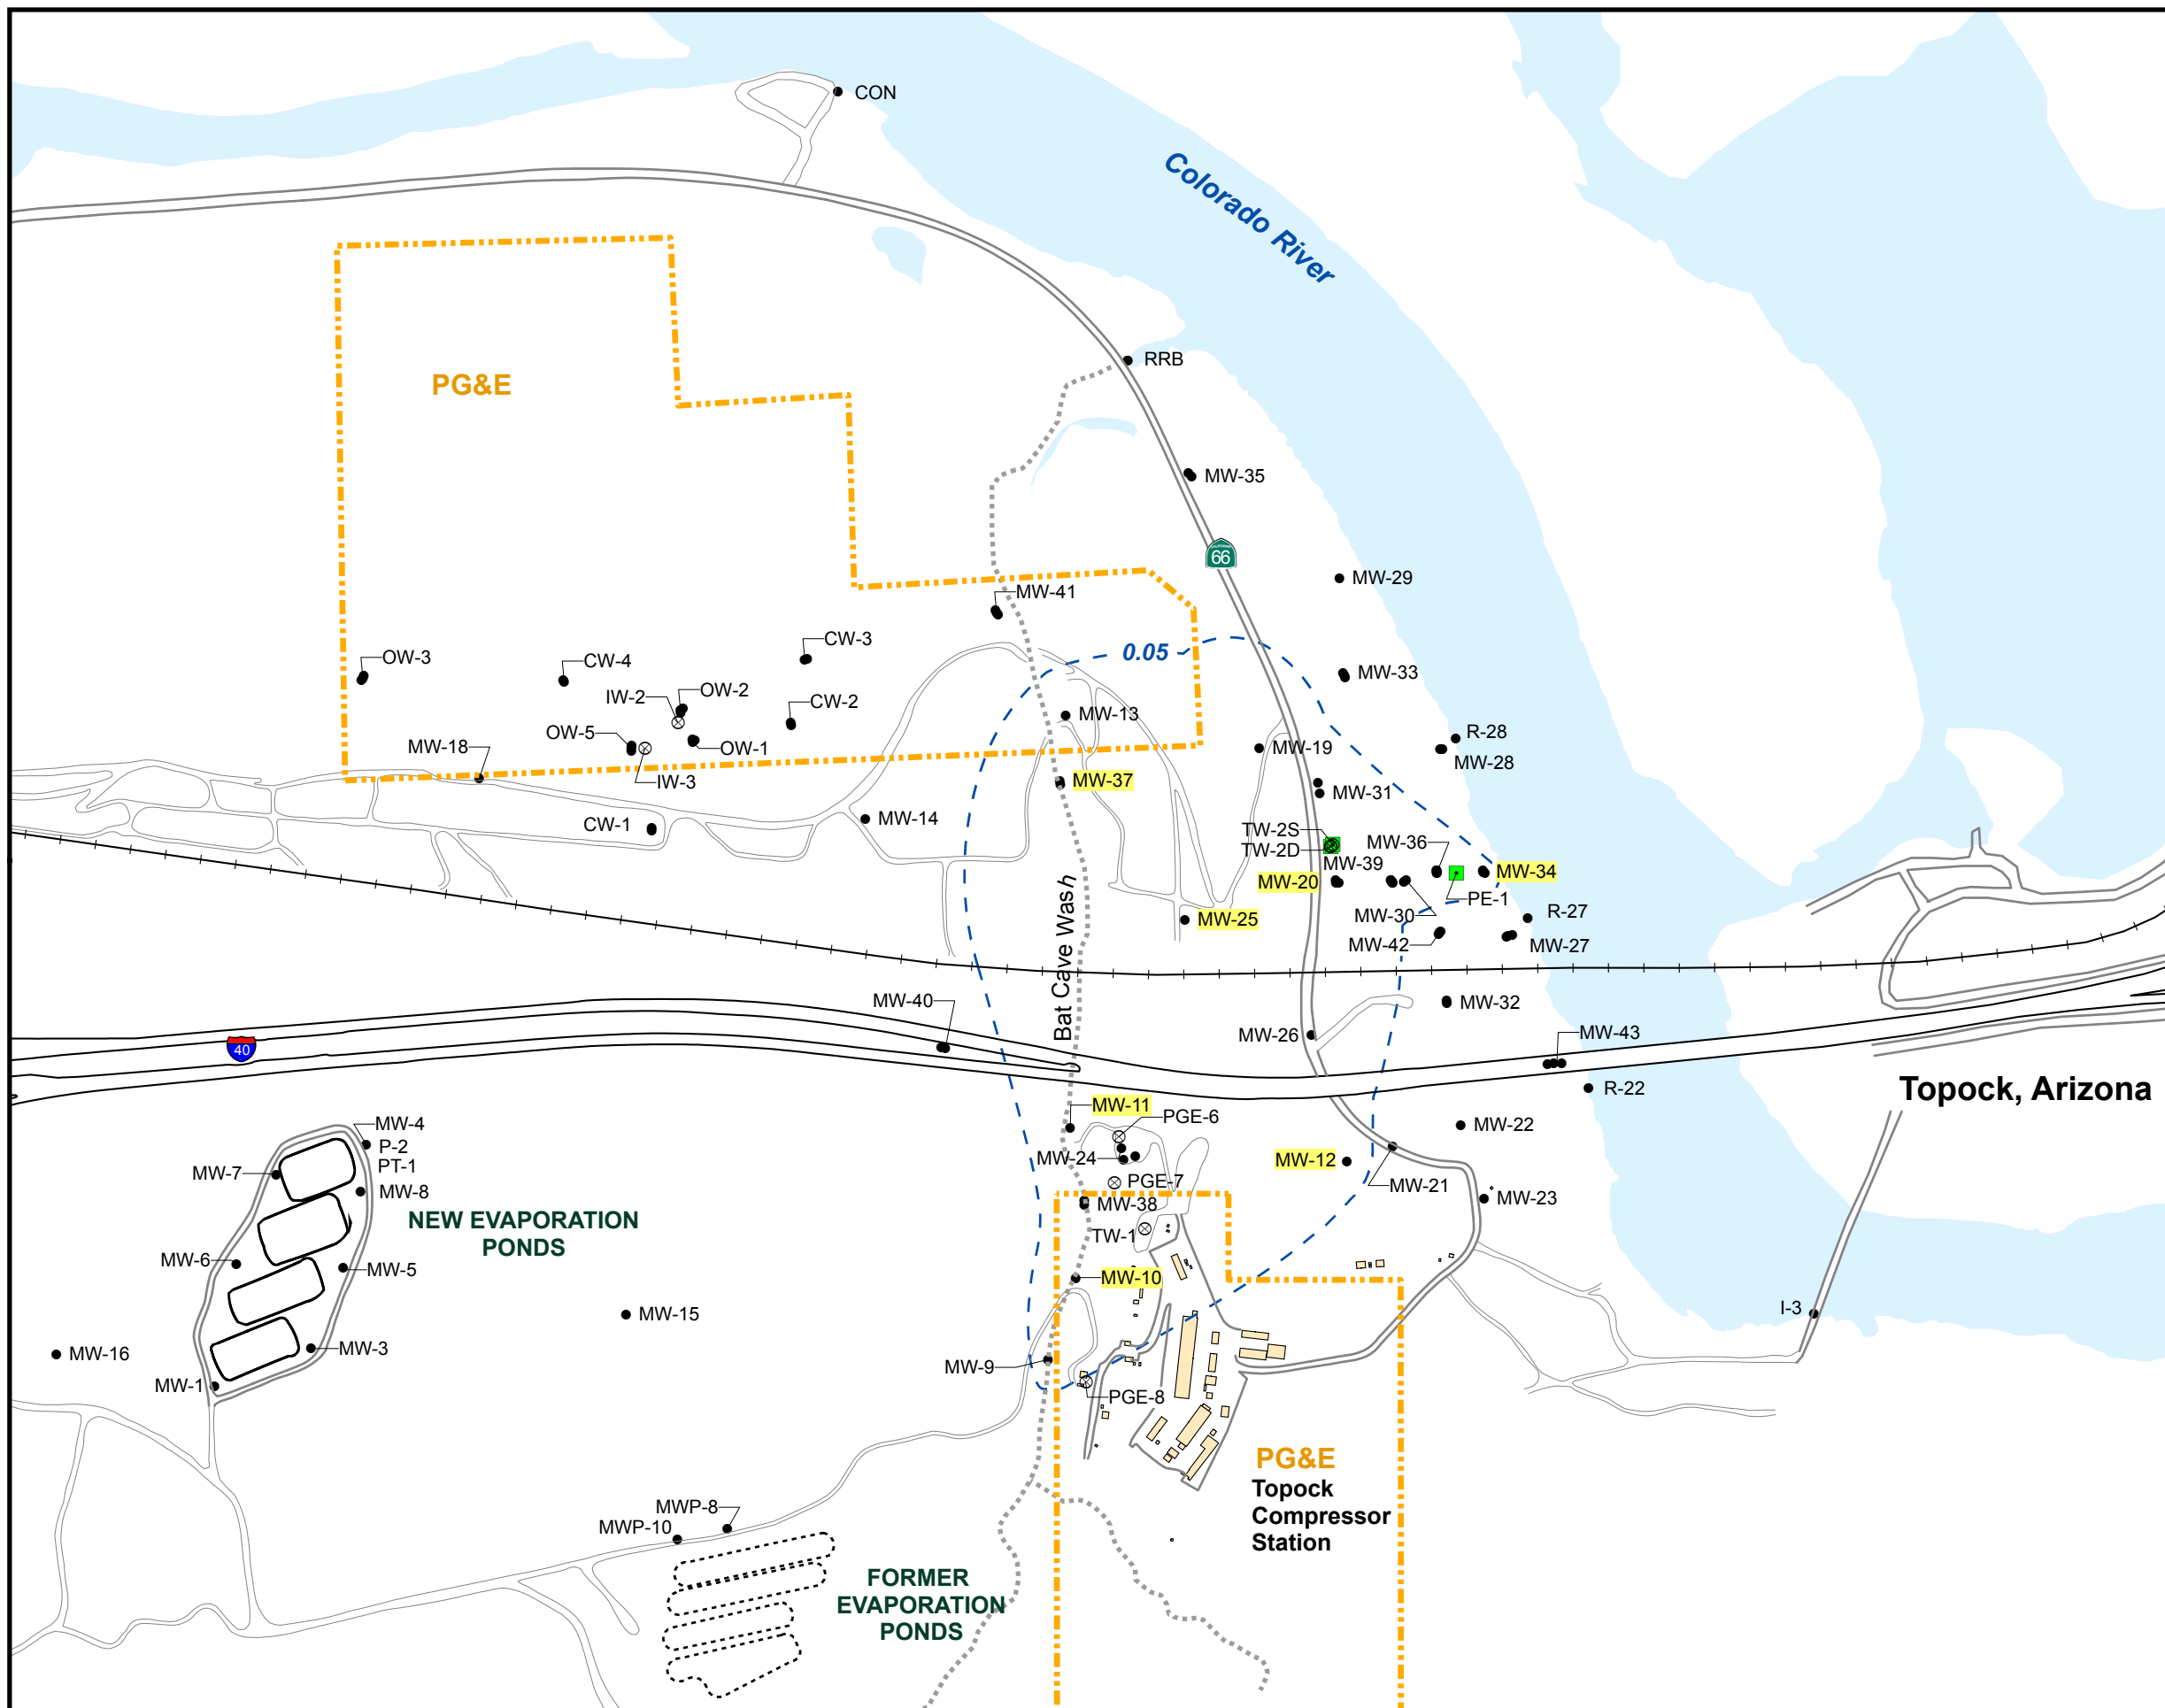 CON
Colorado River
RRB
PG&E
MW-35
CALIFORNIA
66
MW-29
MW-41
CW-3
0.05
OW-3
CW-4
MW-33
IW-2
OW-2
CW-2
MW-13
OW-5
OW-1
R-28
MW-18
MW-19
MW-28
IW-3
MW-37
MW-31
CW-1
MW-14
TW-2S
TW-2D
MW-36
MW-39
MW-34
MW-20
PE-1
MW-25
MW-30
R-27
MW-42
MW-27
Bat Cave Wash
MW-40
MW-32
MW-26
MW-43
40
R-22
Topock, Arizona
MW-11
PGE-6
MW-4
MW-22
P-2
MW-24
MW-12
PT-1
MW-7
PGE-7
MW-21
MW-8
MW-38
MW-23
NEW EVAPORATION
PONDS
TW-1
MW-6
MW-5
MW-10
MW-15
I-3
MW-3
MW-16
MW-9
MW-1
PGE-8
PG&E
Topock
Compressor
Station
MWP-8
MWP-10
FORMER
EVAPORATION
PONDS